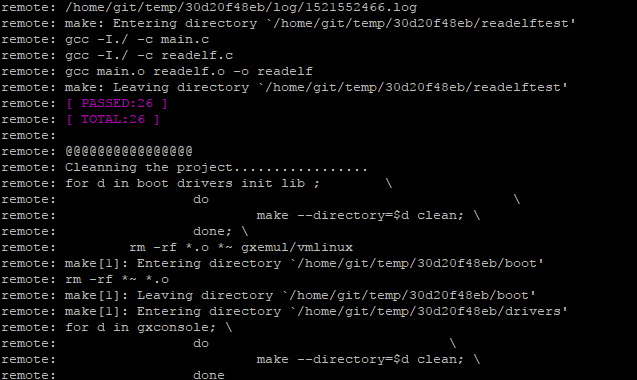 remote: /home/git/temp/30d20f48eb/log/1521552466.log
remote: make: Entering directory `/home/git/temp/30d20f48eb/readelftest'
remote: gcc -I./ -c main.c
remote: gcc -I./ -c readelf.c
remote: gcc main.o readelf.o -o readelf
remote: make: Leaving directory `/home/git/temp/30d20f48eb/readelftest'
remote: [ PASSED:26 ]
remote: [ TOTAL:26 ]
remote:
remote: @@@@@@@@@@@@@@@@
remote: Cleanning the project.................
remote: for d in boot drivers init lib ; \
remote: do \
remote: make --directory=$d clean; \
remote: done; \
remote: rm -rf *.o *~ gxemul/vmlinux
remote: make[1]: Entering directory `/home/git/temp/30d20f48eb/boot'
remote: rm -rf *~ *.o
remote: make[1]: Leaving directory `/home/git/temp/30d20f48eb/boot'
remote: make[1]: Entering directory `/home/git/temp/30d20f48eb/drivers'
remote: for d in gxconsole; \
remote: do \
remote: make --directory=$d clean; \
remote: done